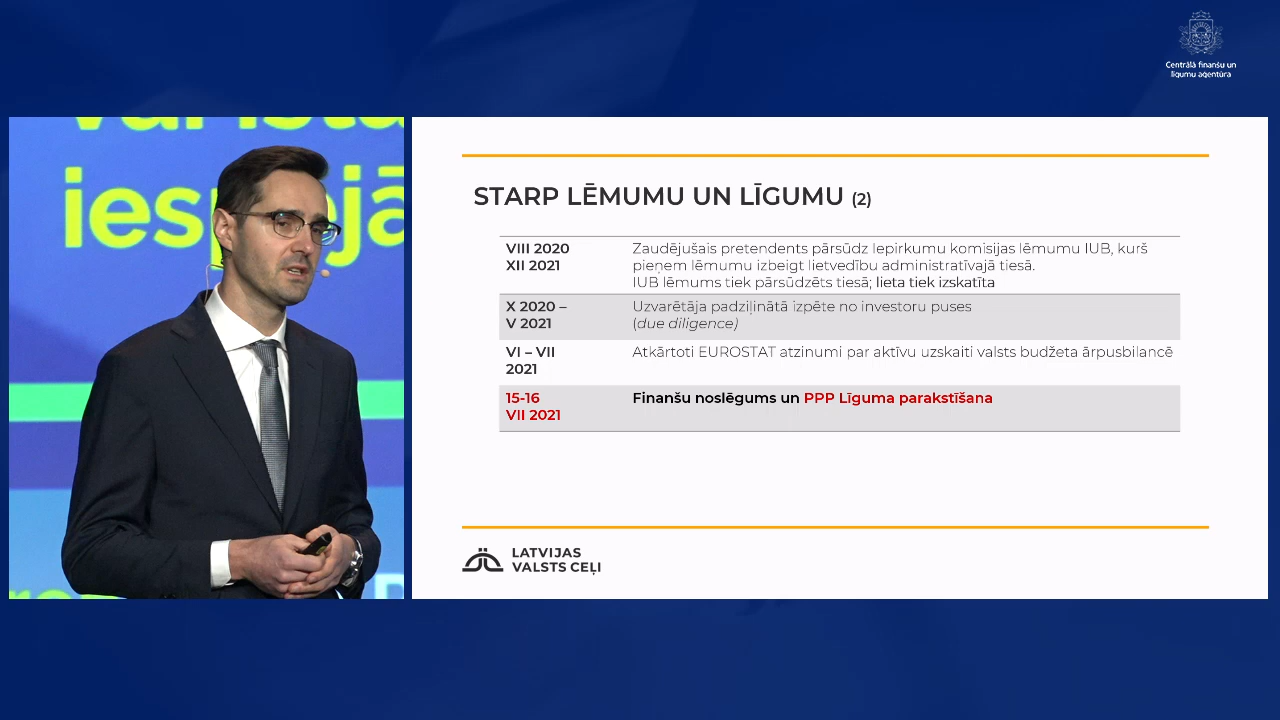 Centrālā finanšu un
līgumu aģentūra
iespējā
STARP LĒMUMU UN LĪGUMU (2)
VIII 2020
XII 2021
Zaudējušais pretendents pārsūdz Iepirkumu komisijas lēmumu IUB, kurš
pieņem lēmumu izbeigt lietvedību administratīvajā tiesā.
IUB lēmums tiek pārsūdzēts tiesā; lieta tiek izskatīta
X 2020 –
V 2021
Uzvarētāja padziļinātā izpēte no investoru puses
(due diligence)
VI – VII
2021
Atkārtoti EUROSTAT atzinumi par aktīvu uzskaiti valsts budžeta ārpusbilancē
15-16
VII 2021
Finanšu noslēgums un PPP Līguma parakstīšana
LATVIJAS
VALSTS CEĻI